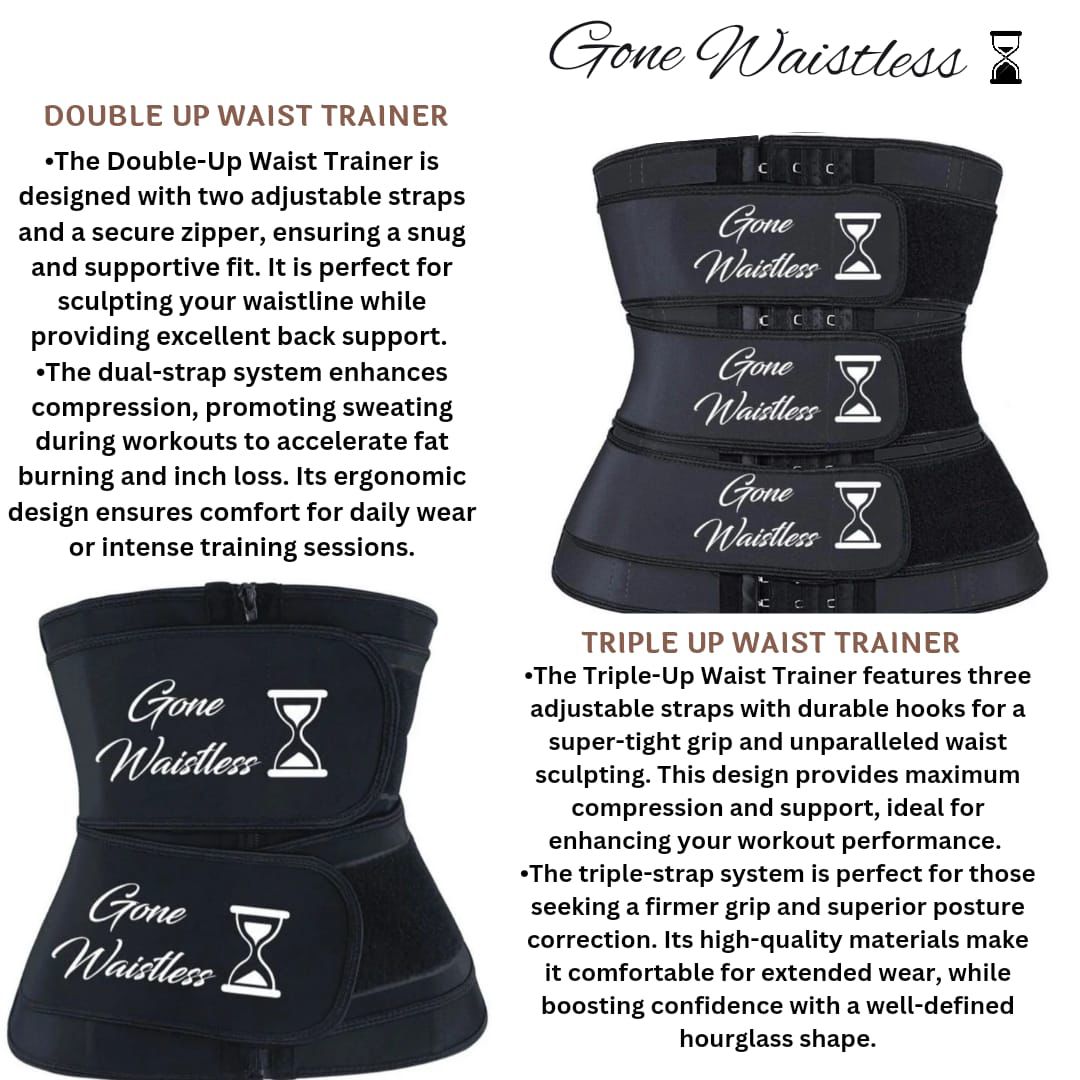 Gone Waistless
DOUBLE UP WAIST TRAINER
•The Double-Up Waist Trainer is
designed with two adjustable straps
and a secure zipper, ensuring a snug
and supportive fit. It is perfect for
sculpting your waistline while
providing excellent back support.
•The dual-strap system enhances
compression, promoting sweating
during workouts to accelerate fat
burning and inch loss. Its ergonomic
design ensures comfort for daily wear
or intense training sessions.
Gone
Waistless
Gone
Waistless
Gone
Waistless
Gone
Waistless
Gone
Waistless
TRIPLE UP WAIST TRAINER
•The Triple-Up Waist Trainer features three
adjustable straps with durable hooks for a
super-tight grip and unparalleled waist
sculpting. This design provides maximum
compression and support, ideal for
enhancing your workout performance.
•The triple-strap system is perfect for those
seeking a firmer grip and superior posture
correction. Its high-quality materials make
it comfortable for extended wear, while
boosting confidence with a well-defined
hourglass shape.